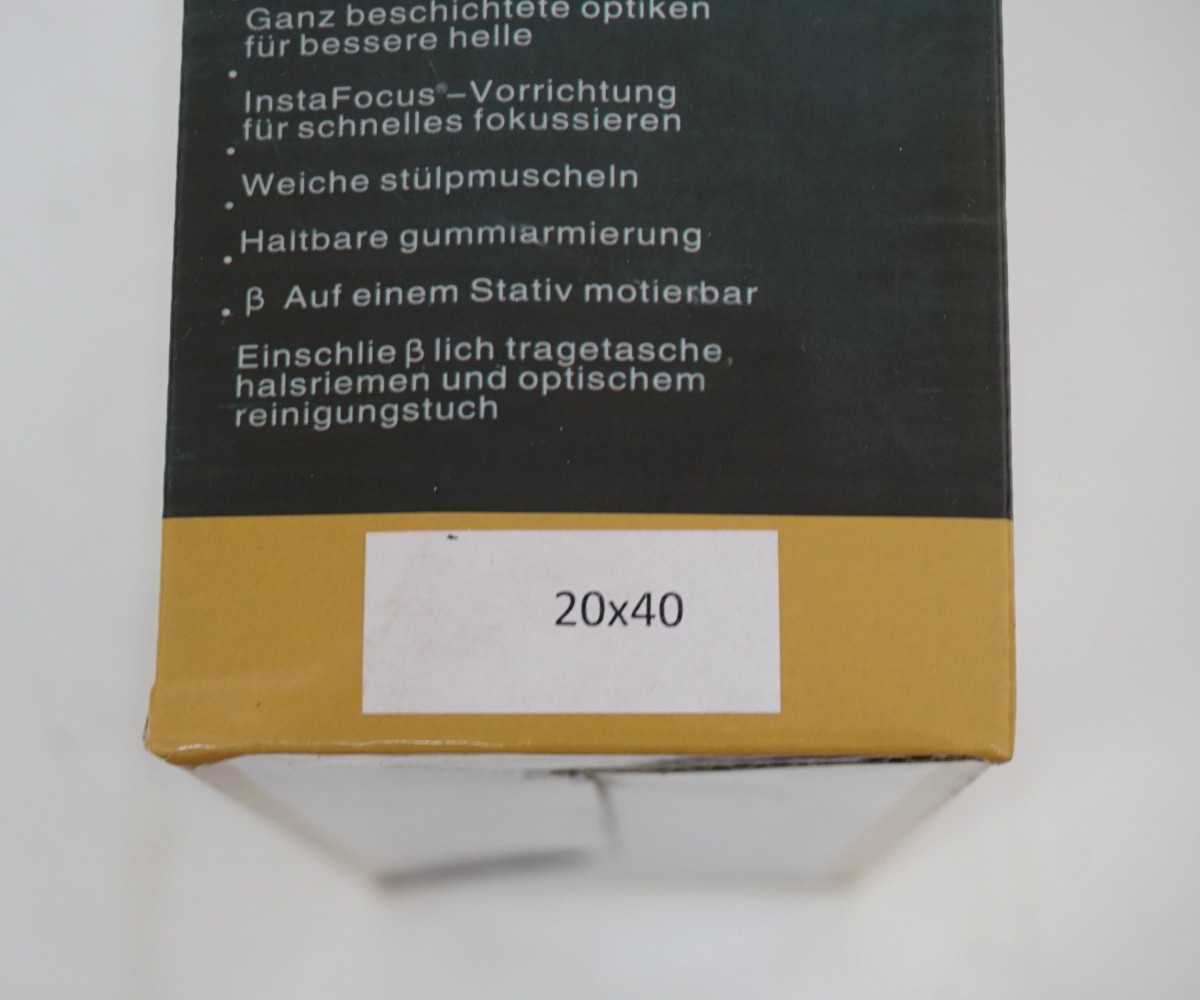 Ganz beschichtete optiken
für bessere helle
• InstaFocus®–Vorrichtung
für schnelles fokussieren
• Weiche stülpmuscheln
• Haltbare gummiarmierung
• β Auf einem Stativ motierbar
• Einschlie β lich tragetasche,
halsriemen und optischem
reinigungstuch
20x40